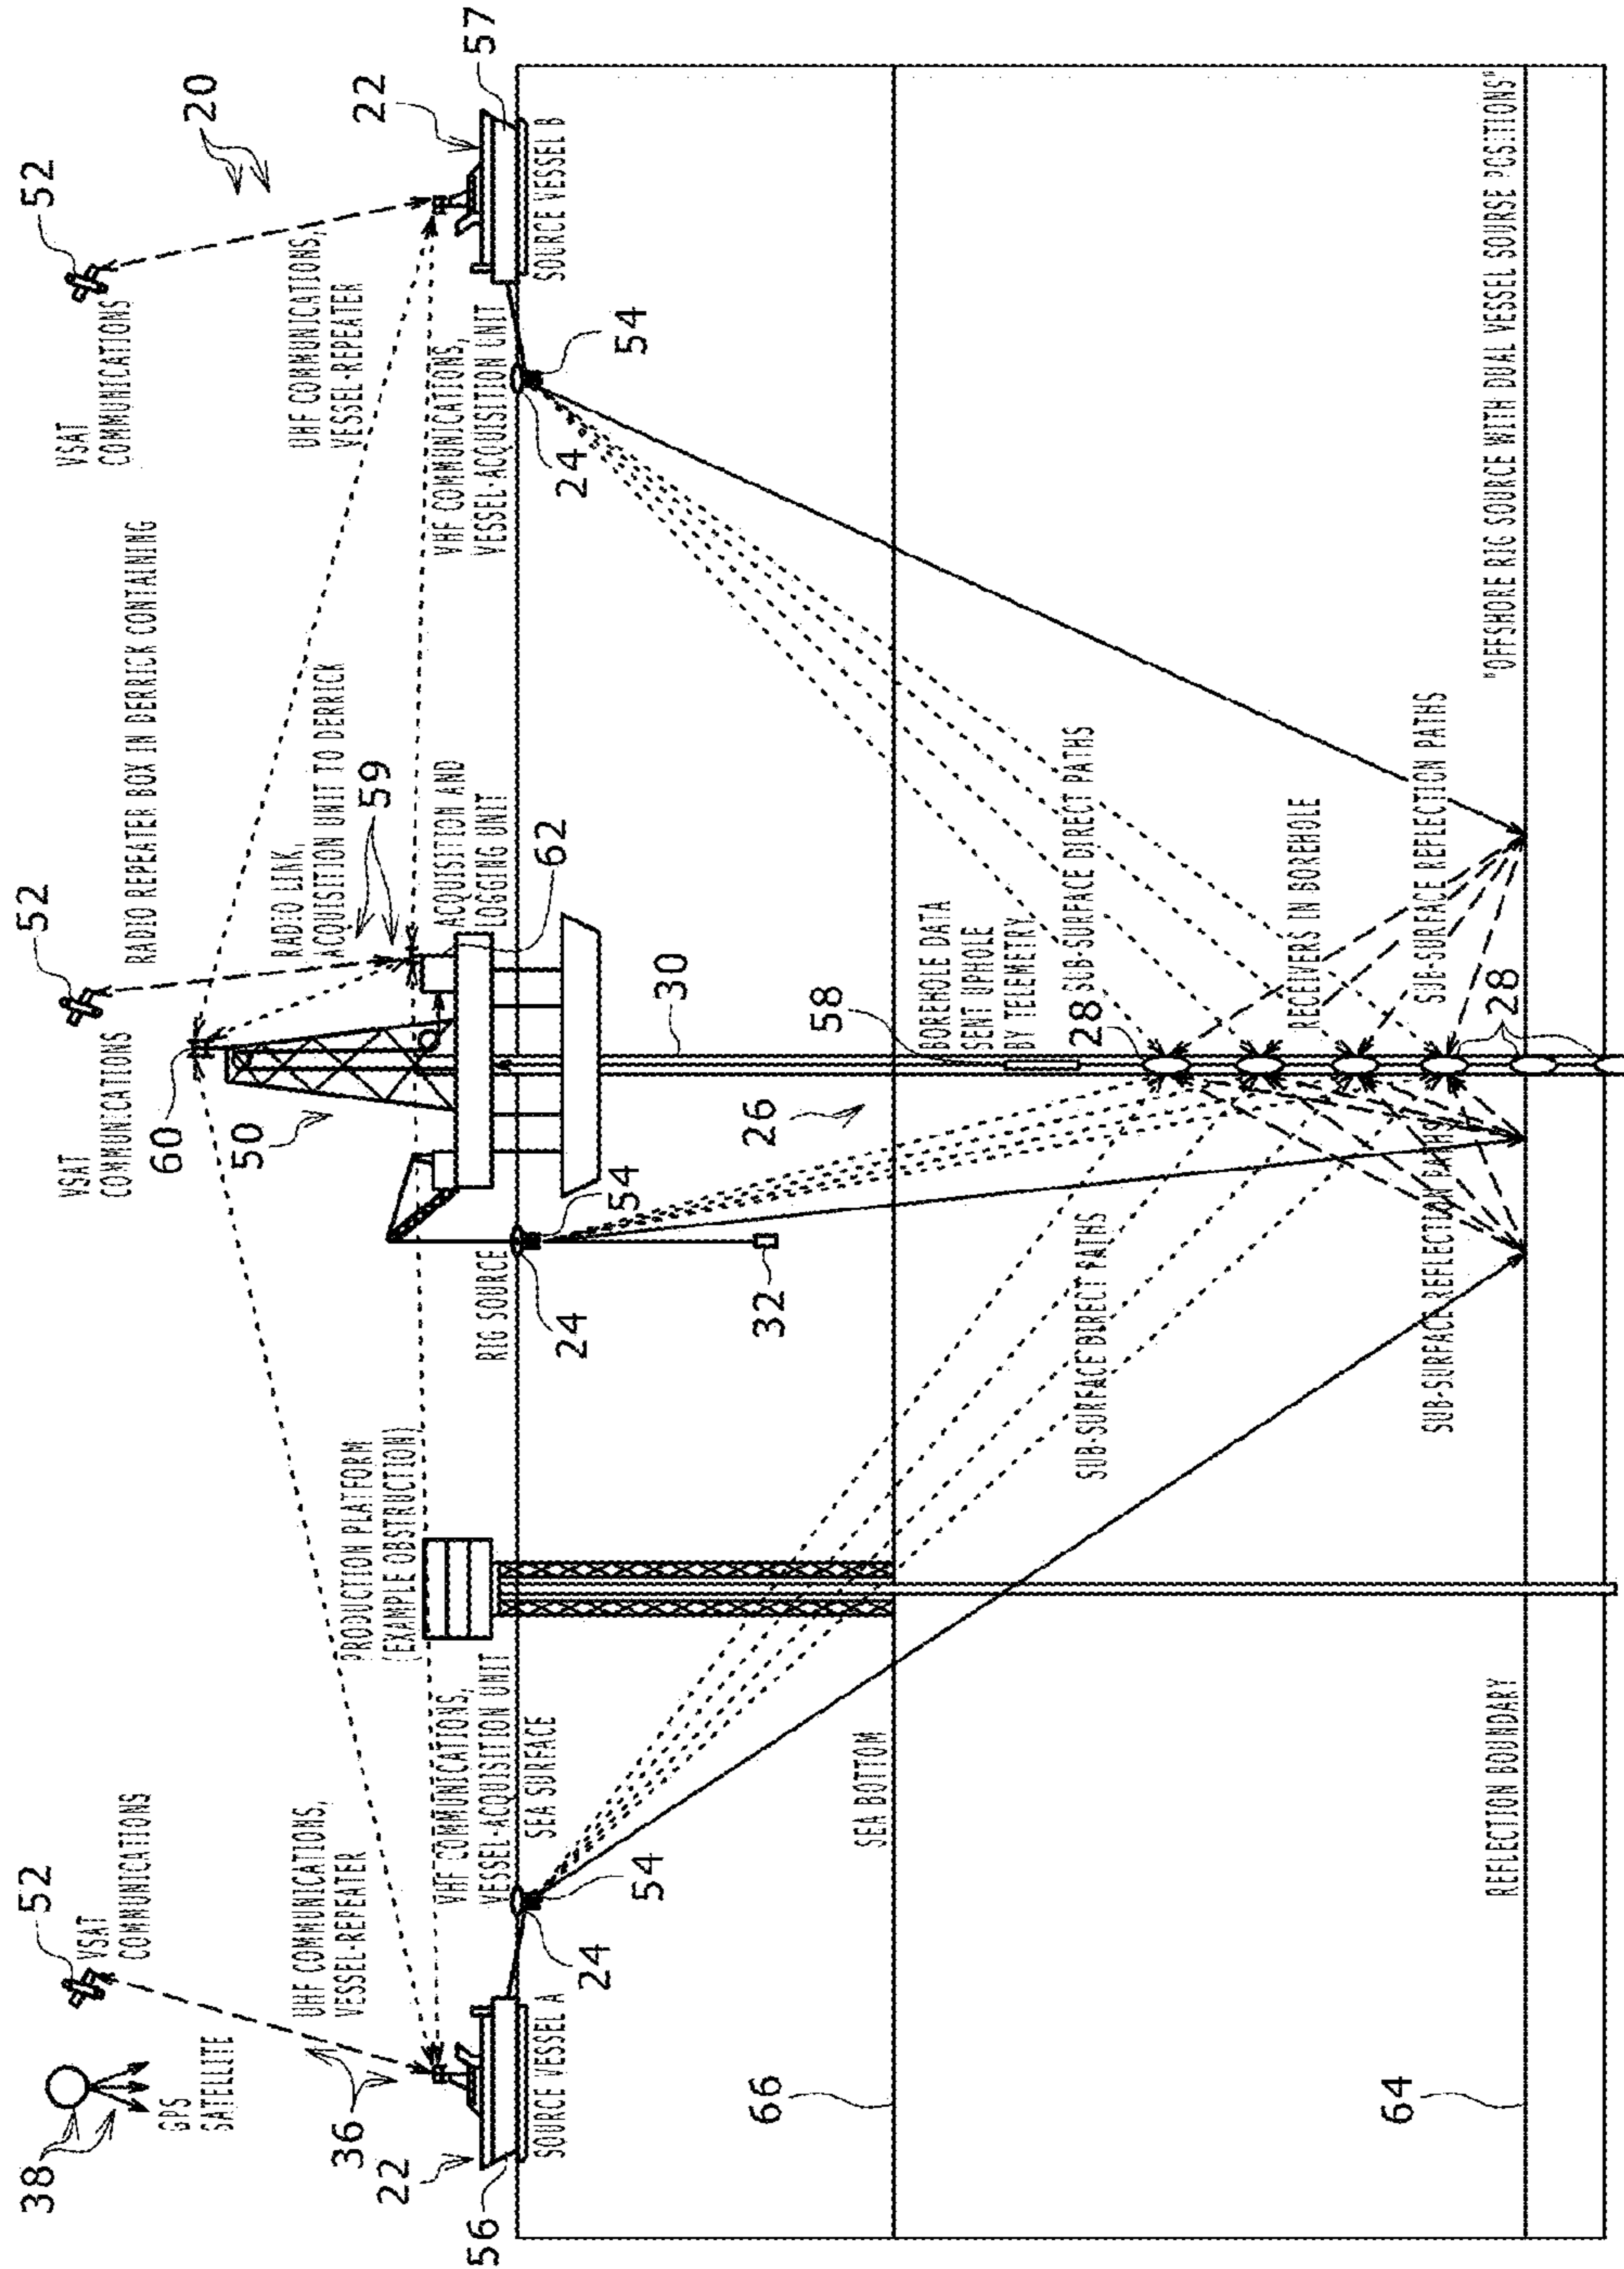 38
GPS
SATELLITE
52
VSAT
COMMUNICATIONS
36
UHF COMMUNICATIONS,
VESSEL-REPEATER
22
56
SOURCE VESSEL A
VHF COMMUNICATIONS,
VESSEL-ACQUISITION UNIT
24
54
SEA SURFACE
PRODUCTION PLATFORM
(EXAMPLE OBSTRUCTION)
VSAT
COMMUNICATIONS
52
60
50
RADIO REPEATER BOX IN DERRICK CONTAINING
RADIO LINK,
ACQUISITION UNIT TO DERRICK
59
ACQUISITION AND
LOGGING UNIT
62
RIG SOURCE
24
54
32
30
26
VSAT
COMMUNICATIONS
52
20
UHF COMMUNICATIONS,
VESSEL-REPEATER
VHF COMMUNICATIONS,
VESSEL-ACQUISITION UNIT
22
57
SOURCE VESSEL B
24
54
66
SEA BOTTOM
58
BOREHOLE DATA
SENT UPHOLE
BY TELEMETRY
28
SUB-SURFACE DIRECT PATHS
SUB-SURFACE DIRECT PATHS
RECEIVERS IN BOREHOLE
SUB-SURFACE REFLECTION PATHS
SUB-SURFACE REFLECTION PATHS
28
64
REFLECTION BOUNDARY
"OFFSHORE RIG SOURCE WITH DUAL VESSEL SOURSE POSITIONS"